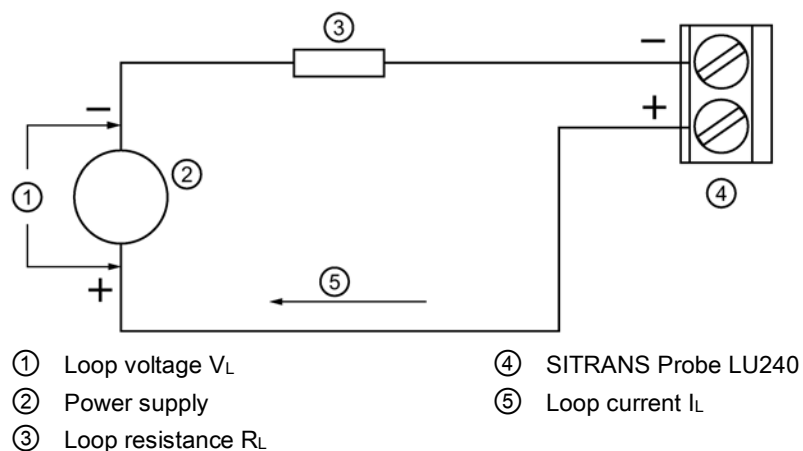 ③
−
+
④
−
①
②
+
⑤
① Loop voltage VL
② Power supply
③ Loop resistance RL
④ SITRANS Probe LU240
⑤ Loop current IL